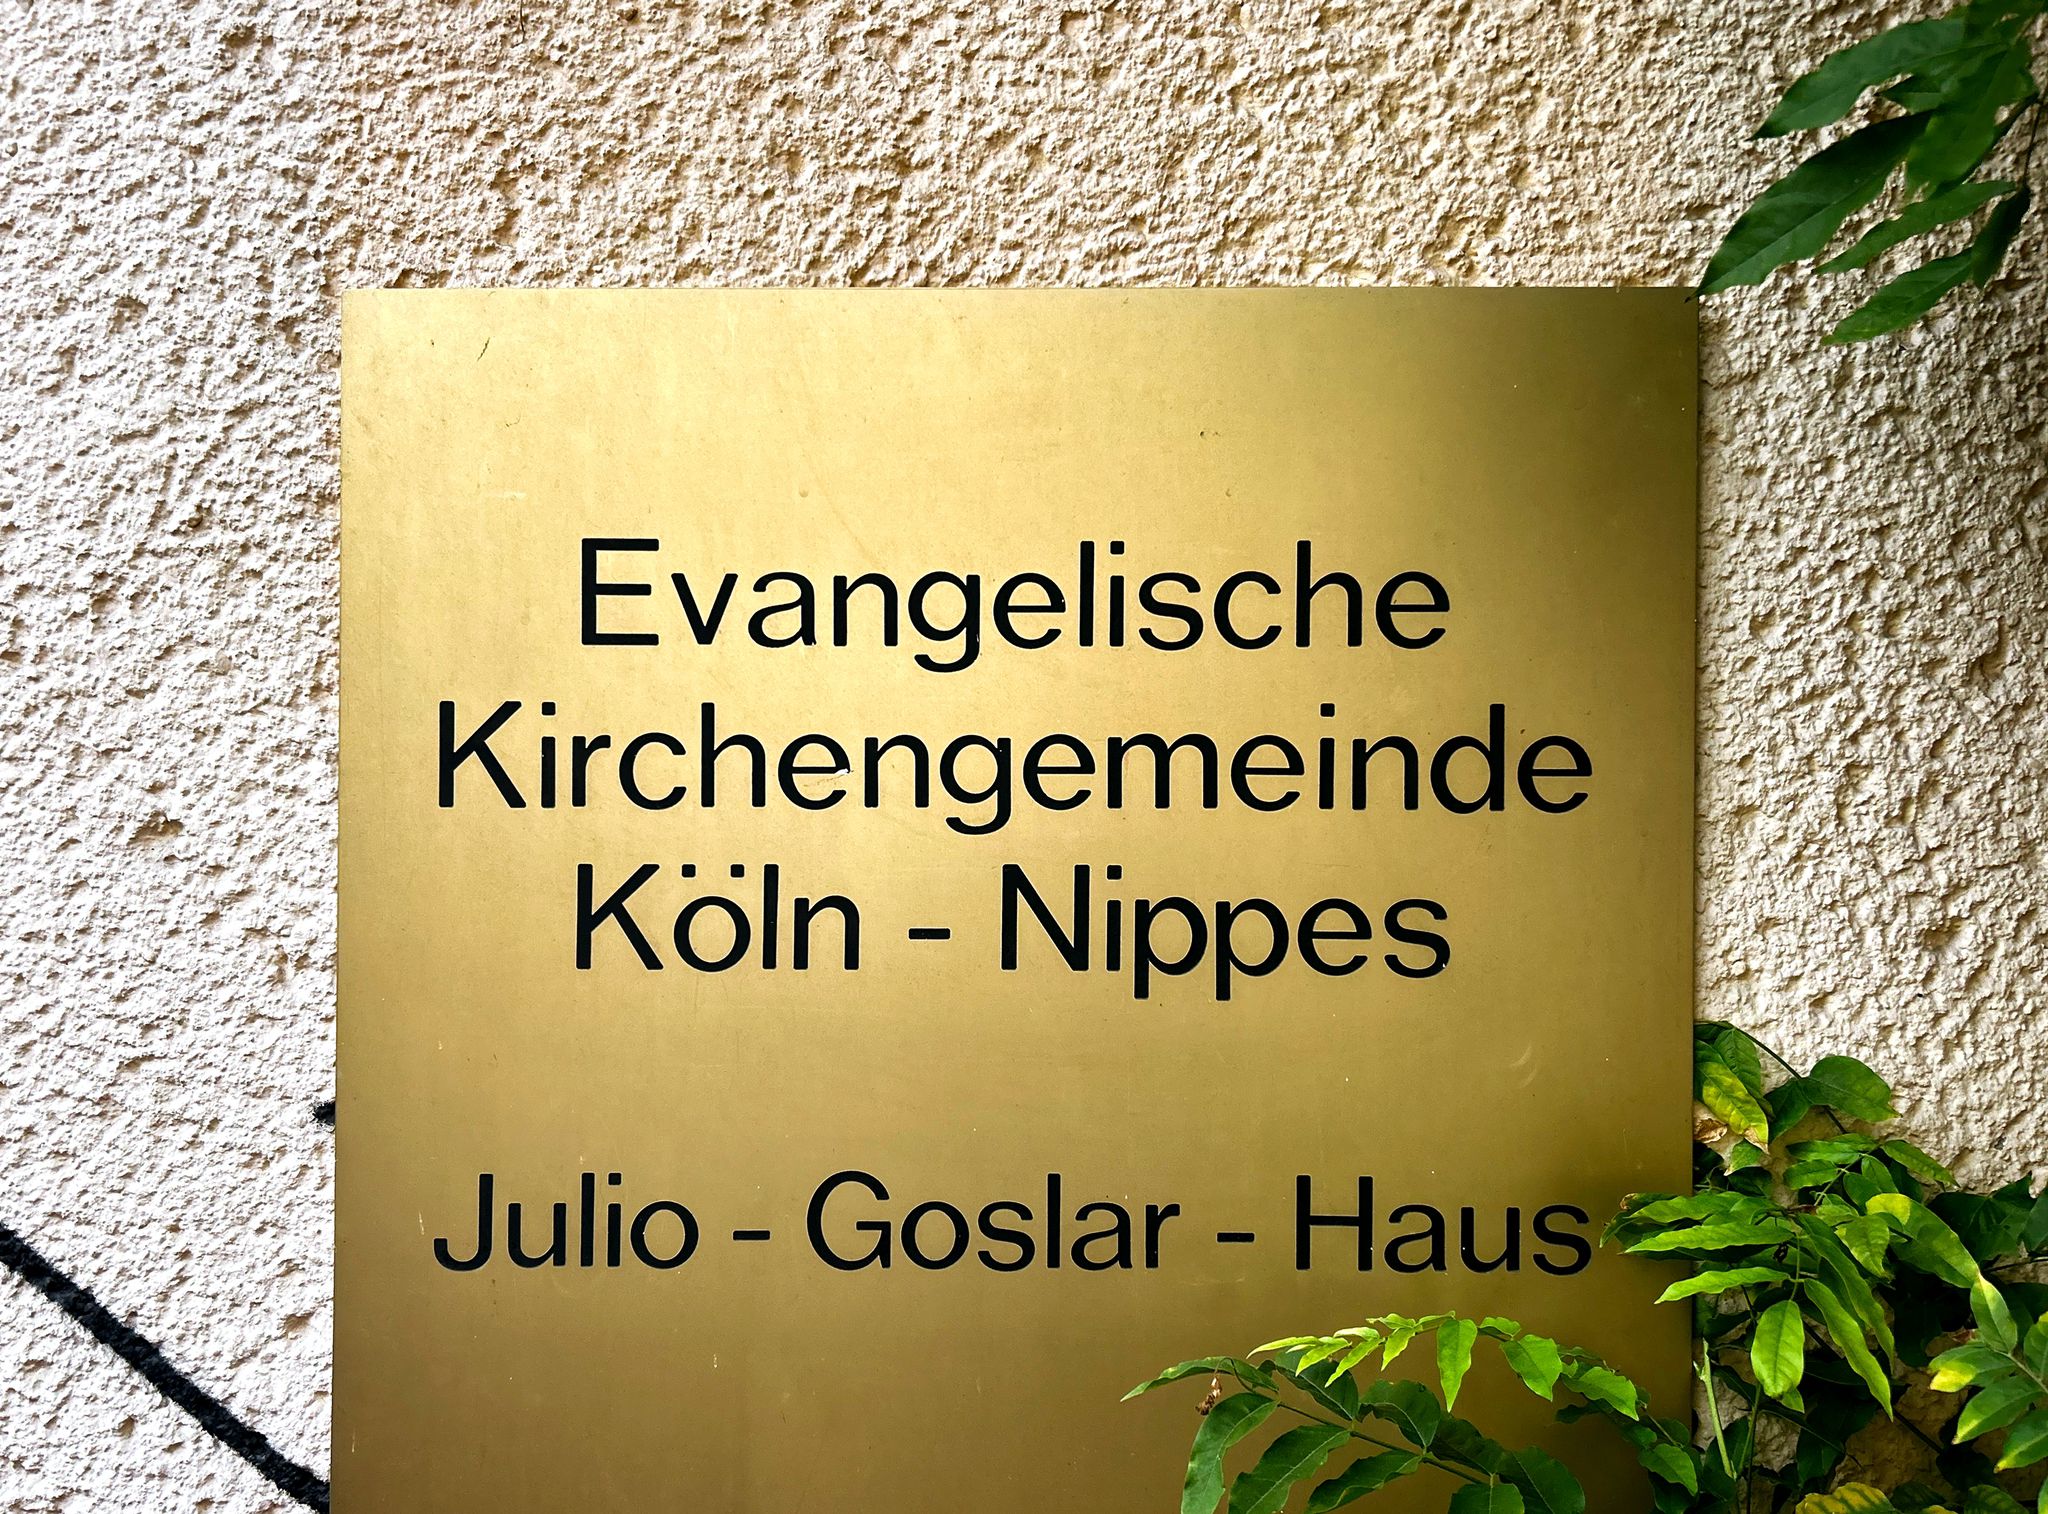 Evangelische
Kirchengemeinde
Köln - Nippes
Julio - Goslar - Haus